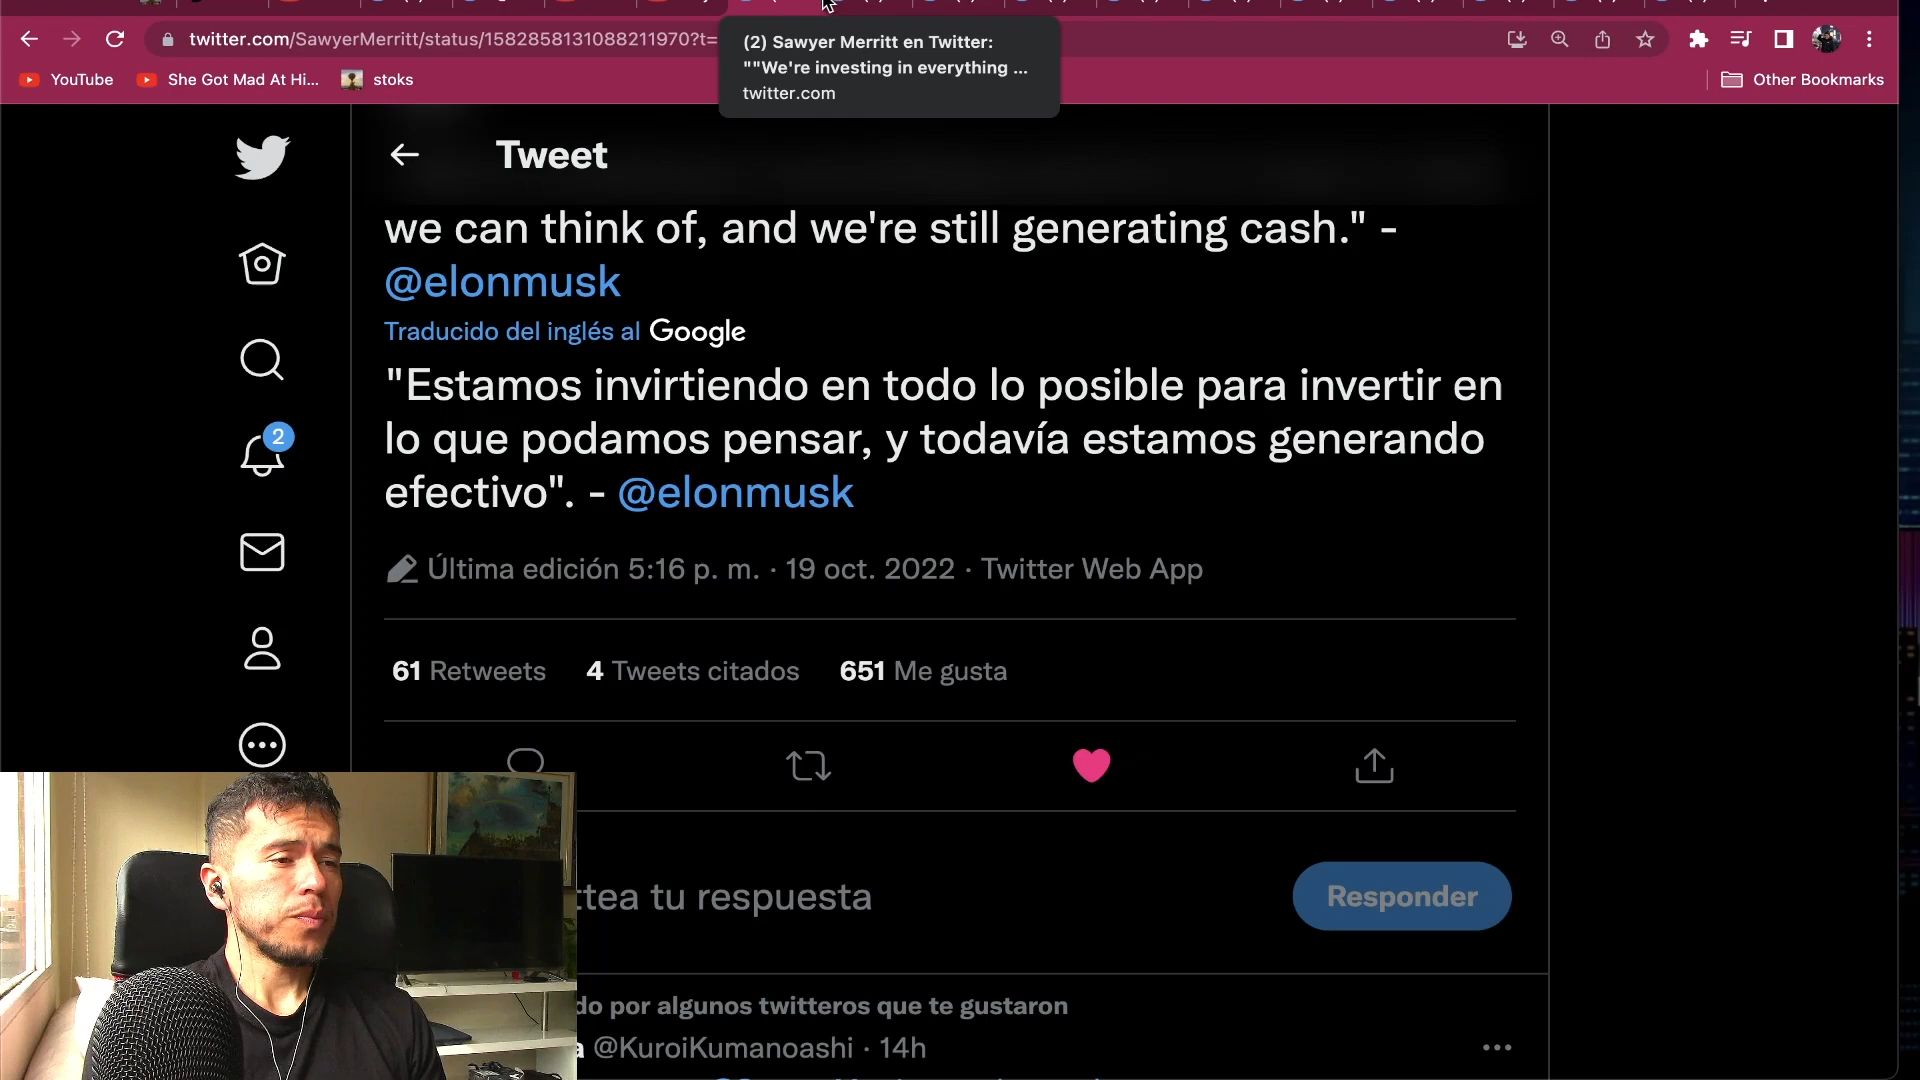 twitter.com/SawyerMerritt/status/1582858131088211970?t=
(2) Sawyer Merritt en Twitter:
""We're investing in everything ...
twitter.com
YouTube
She Got Mad At Hi...
stoks
Other Bookmarks
Tweet
we can think of, and we're still generating cash." -
@elonmusk
Traducido del inglés al Google
"Estamos invirtiendo en todo lo posible para invertir en
lo que podamos pensar, y todavía estamos generando
efectivo". - @elonmusk
2
Última edición 5:16 p. m. · 19 oct. 2022 · Twitter Web App
61 Retweets 4 Tweets citados 651 Me gusta
ttea tu respuesta
Responder
do por algunos twitteros que te gustaron
a @KuroiKumanoashi · 14h